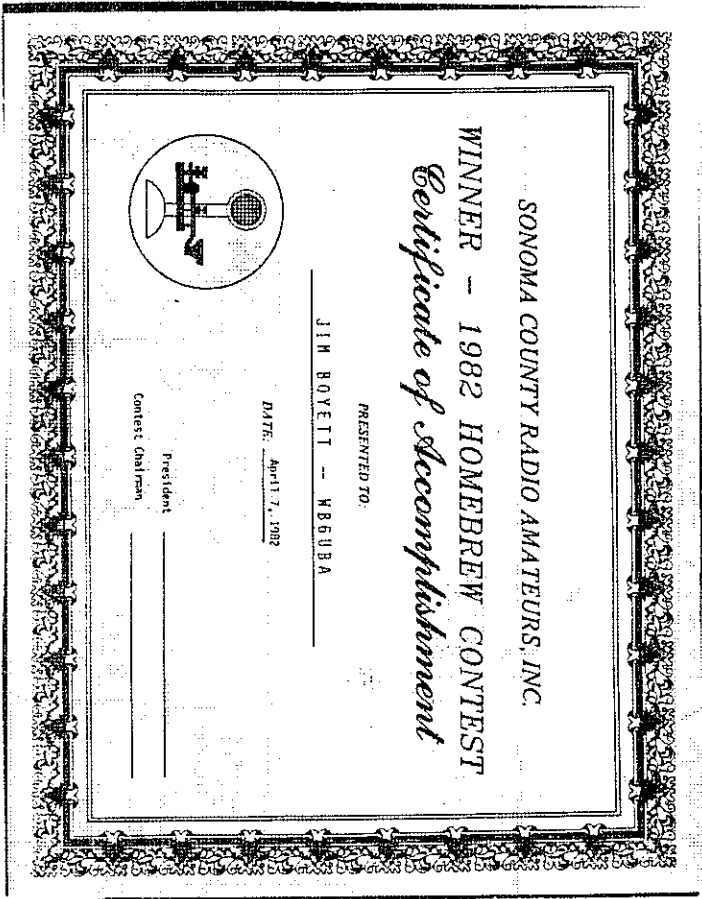 SONOMA COUNTY RADIO AMATEURS, INC.
WINNER - 1982 HOMEBREW CONTEST
Certificate of Accomplishment
PRESENTED TO:
JIM BOYETT -- WB6UBA
DATE: April 7, 1982
President
Contest Chairman